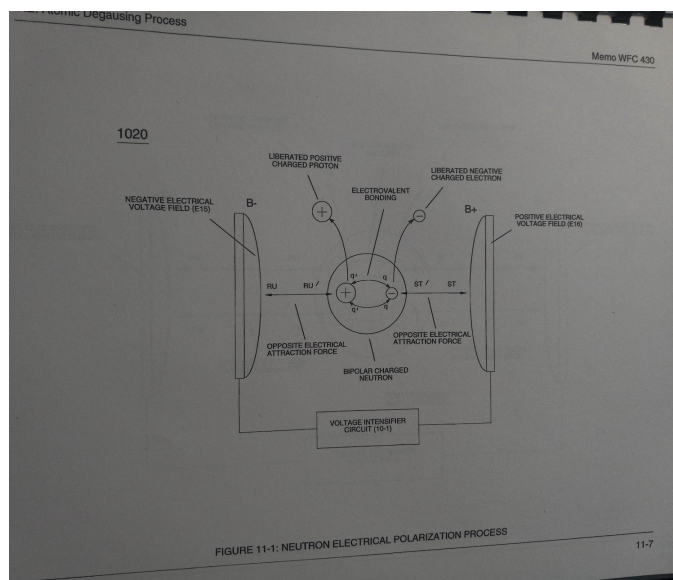 Atomic Degausing Process
Memo WFC 430
1020
LIBERATED POSITIVE
CHARGED PROTON
LIBERATED NEGATIVE
CHARGED ELECTRON
ELECTROVALENT
BONDING
NEGATIVE ELECTRICAL
VOLTAGE FIELD (E15)
B-
B+
POSITIVE ELECTRICAL
VOLTAGE FIELD (E16)
+
-
q' q
RU RU' + - ST' ST
q' q
OPPOSITE ELECTRICAL
ATTRACTION FORCE
OPPOSITE ELECTRICAL
ATTRACTION FORCE
BIPOLAR CHARGED
NEUTRON
VOLTAGE INTENSIFIER
CIRCUIT (10-1)
FIGURE 11-1: NEUTRON ELECTRICAL POLARIZATION PROCESS
11-7